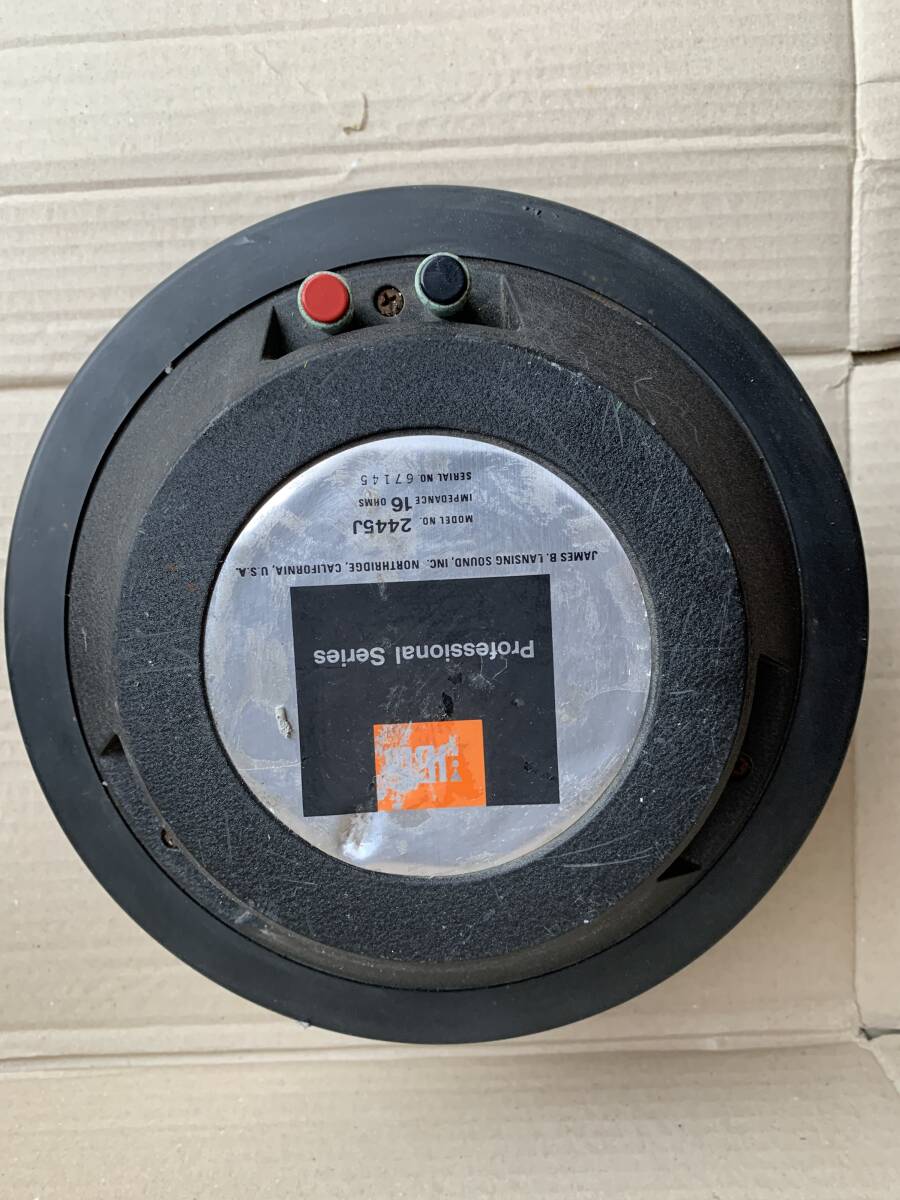 JBL
Professional Series
JAMES B. LANSING SOUND, INC. NORTHRIDGE, CALIFORNIA, U.S.A.
MODEL NO. 2445J
IMPEDANCE 16 OHMS
SERIAL NO. 67145